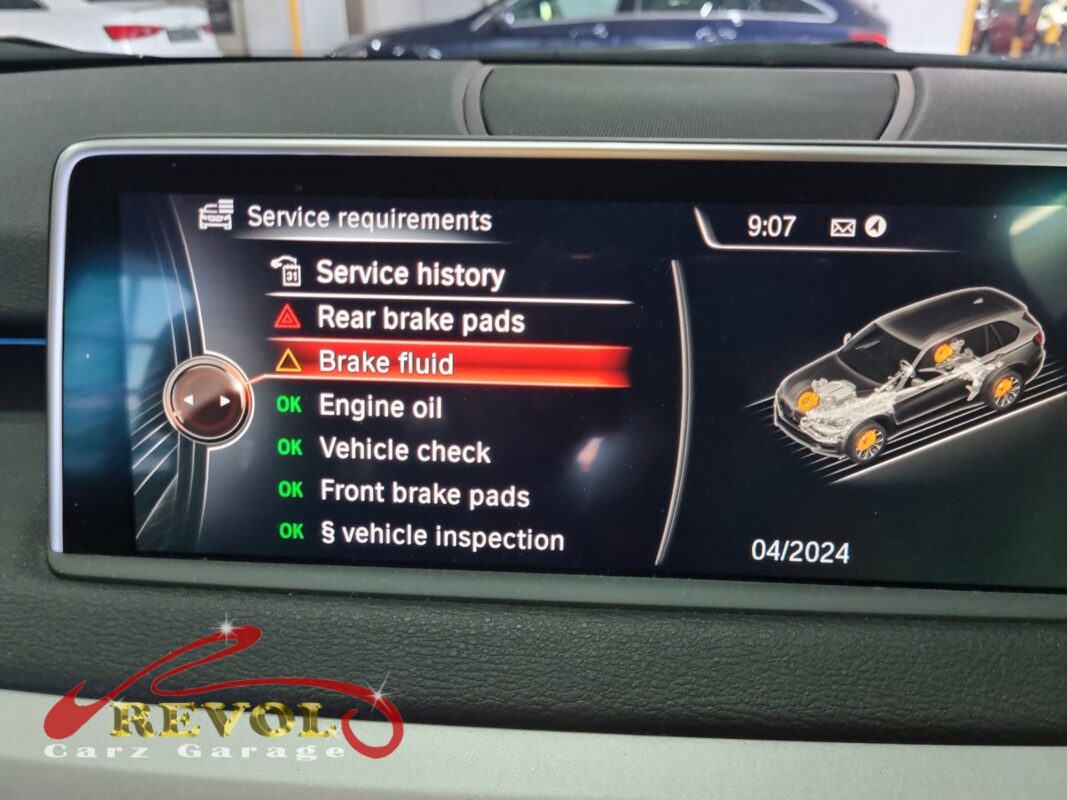 Service requirements
9:07
Service history
31
Rear brake pads
Brake fluid
OK Engine oil
OK Vehicle check
OK Front brake pads
OK § vehicle inspection
04/2024
REVOL
Carz Garage